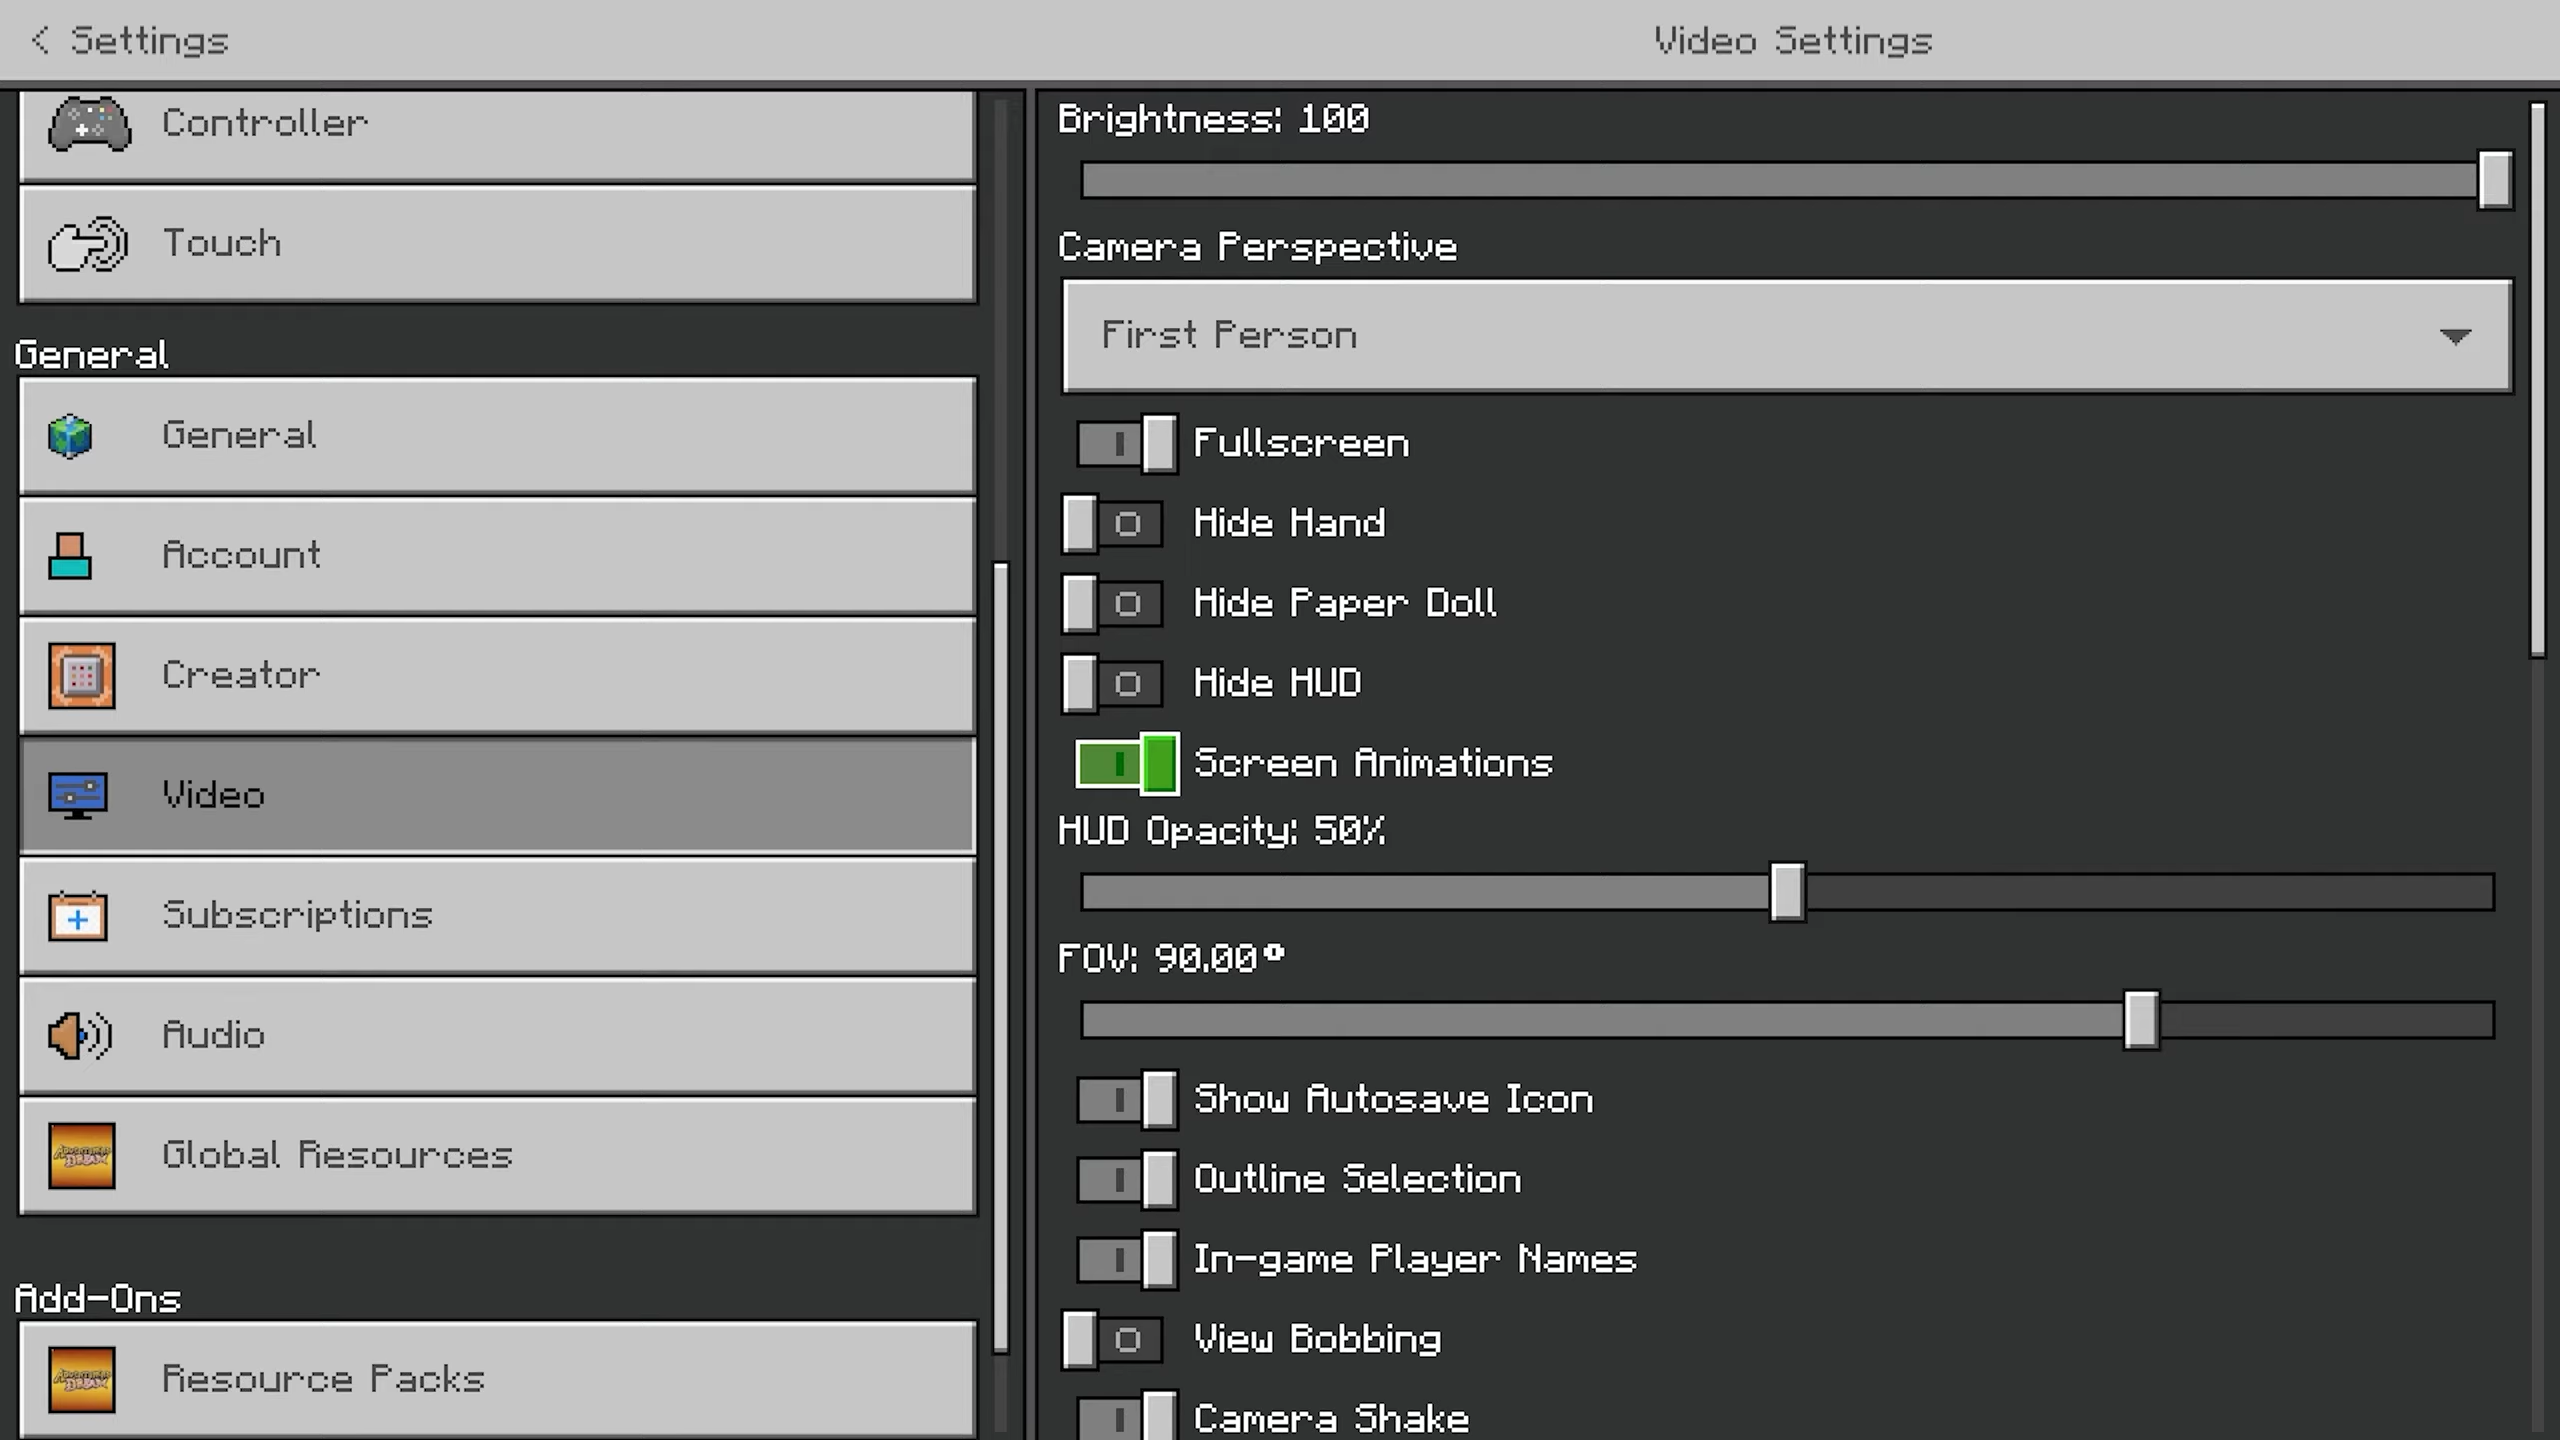 < Settings
Video Settings
Controller
Touch
General
General
Account
Creator
Video
Subscriptions
Audio
Global Resources
Add-Ons
Resource Packs
Brightness: 100
Camera Perspective
First Person
Fullscreen
Hide Hand
Hide Paper Doll
Hide HUD
Screen Animations
HUD Opacity: 50%
FOV: 90.00°
Show Autosave Icon
Outline Selection
In-game Player Names
View Bobbing
Camera Shake